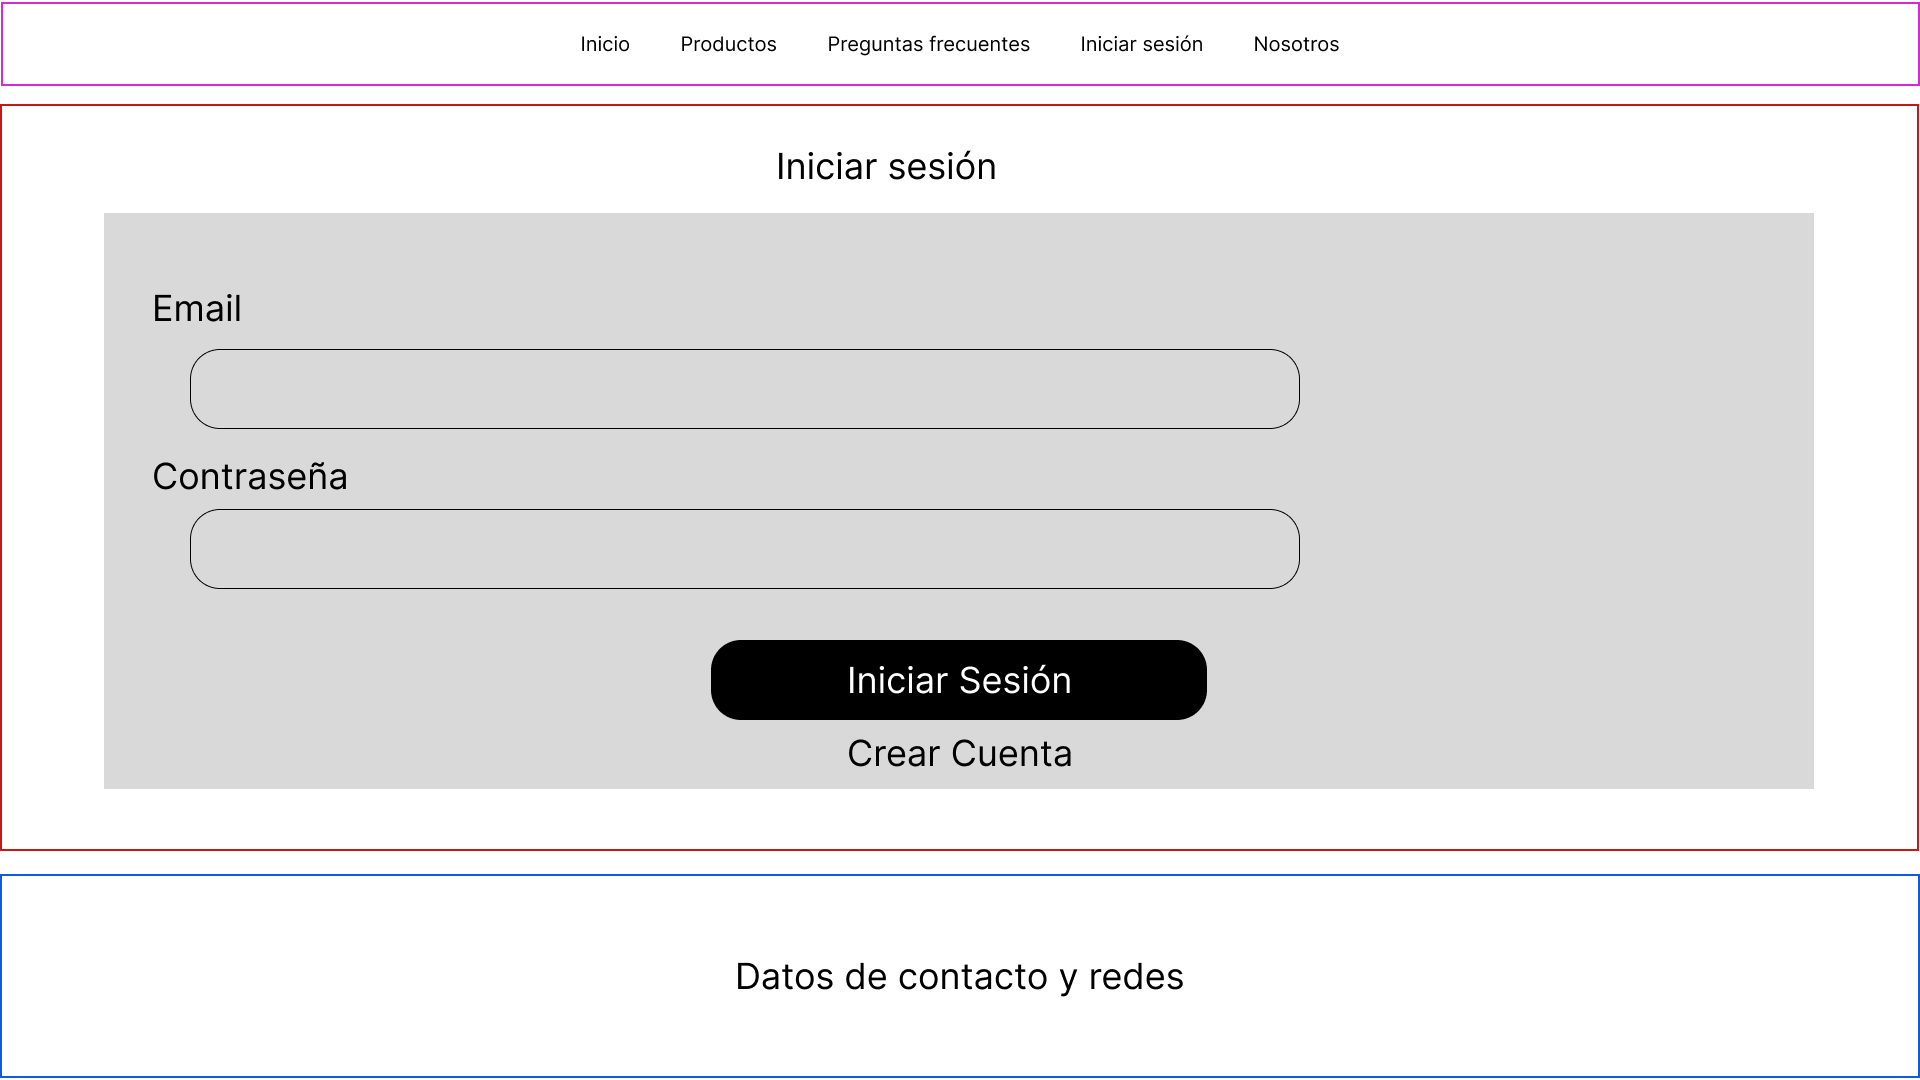 Inicio Productos Preguntas frecuentes Iniciar sesión Nosotros
Iniciar sesión
Email
Contraseña
Iniciar Sesión
Crear Cuenta
Datos de contacto y redes